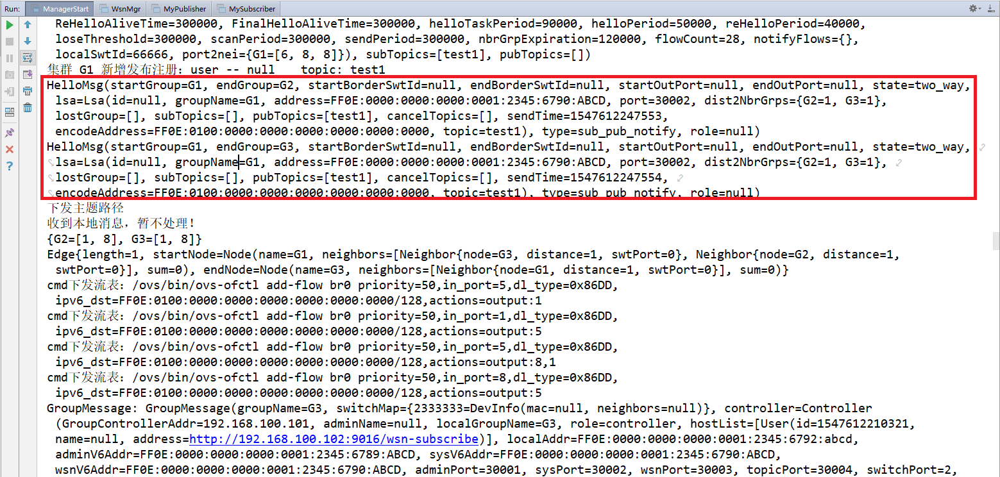 Run: ManagerStart WsnMgr MyPublisher MySubscriber
ReHelloAliveTime=300000, FinalHelloAliveTime=300000, helloTaskPeriod=90000, helloPeriod=50000, reHelloPeriod=40000,
loseThreshold=300000, scanPeriod=300000, sendPeriod=300000, nbrGrpExpiration=120000, flowCount=28, notifyFlows={},
localSwtId=66666, port2nei={G1=[6, 8, 8]}), subTopics=[test1], pubTopics=[])
集群 G1 新增发布注册：user -- null    topic: test1
HelloMsg(startGroup=G1, endGroup=G2, startBorderSwtId=null, endBorderSwtId=null, startOutPort=null, endOutPort=null, state=two_way,
lsa=Lsa(id=null, groupName=G1, address=FF0E:0000:0000:0000:0001:2345:6790:ABCD, port=30002, dist2NbrGrps={G2=1, G3=1},
lostGroup=[], subTopics=[], pubTopics=[test1], cancelTopics=[], sendTime=1547612247553,
encodeAddress=FF0E:0100:0000:0000:0000:0000:0000:0000, topic=test1), type=sub_pub_notify, role=null)
HelloMsg(startGroup=G1, endGroup=G3, startBorderSwtId=null, endBorderSwtId=null, startOutPort=null, endOutPort=null, state=two_way,
lsa=Lsa(id=null, groupName=G1, address=FF0E:0000:0000:0000:0001:2345:6790:ABCD, port=30002, dist2NbrGrps={G2=1, G3=1},
lostGroup=[], subTopics=[], pubTopics=[test1], cancelTopics=[], sendTime=1547612247554,
encodeAddress=FF0E:0100:0000:0000:0000:0000:0000:0000, topic=test1), type=sub_pub_notify, role=null)
下发主题路径
收到本地消息，暂不处理！
{G2=[1, 8], G3=[1, 8]}
Edge{length=1, startNode=Node(name=G1, neighbors=[Neighbor{node=G3, distance=1, swtPort=0}, Neighbor{node=G2, distance=1,
swtPort=0}], sum=0), endNode=Node(name=G3, neighbors=[Neighbor{node=G1, distance=1, swtPort=0}], sum=0)}
cmd下发流表：/ovs/bin/ovs-ofctl add-flow br0 priority=50,in_port=5,dl_type=0x86DD,
ipv6_dst=FF0E:0100:0000:0000:0000:0000:0000:0000/128,actions=output:1
cmd下发流表：/ovs/bin/ovs-ofctl add-flow br0 priority=50,in_port=1,dl_type=0x86DD,
ipv6_dst=FF0E:0100:0000:0000:0000:0000:0000:0000/128,actions=output:5
cmd下发流表：/ovs/bin/ovs-ofctl add-flow br0 priority=50,in_port=5,dl_type=0x86DD,
ipv6_dst=FF0E:0100:0000:0000:0000:0000:0000:0000/128,actions=output:8,1
cmd下发流表：/ovs/bin/ovs-ofctl add-flow br0 priority=50,in_port=8,dl_type=0x86DD,
ipv6_dst=FF0E:0100:0000:0000:0000:0000:0000:0000/128,actions=output:5
GroupMessage: GroupMessage(groupName=G3, switchMap={2333333=DevInfo(mac=null, neighbors=null)}, controller=Controller
(GroupControllerAddr=192.168.100.101, adminName=null, localGroupName=G3, role=controller, hostList=[User(id=1547612210321,
name=null, address=http://192.168.100.102:9016/wsn-subscribe)], localAddr=FF0E:0000:0000:0000:0001:2345:6792:abcd,
adminV6Addr=FF0E:0000:0000:0000:0001:2345:6789:ABCD, sysV6Addr=FF0E:0000:0000:0000:0001:2345:6790:ABCD,
wsnV6Addr=FF0E:0000:0000:0000:0001:2345:6790:ABCD, adminPort=30001, sysPort=30002, wsnPort=30003, topicPort=30004, switchPort=2,